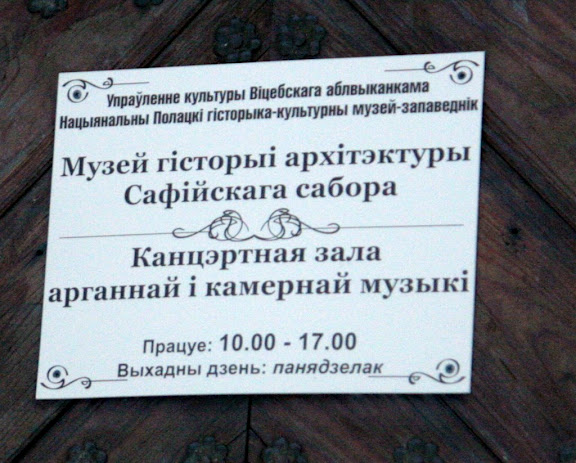 Упраўленне культуры Віцебскага аблвыканкама
Нацыянальны Полацкі гісторыка-культурны музей-запаведнік
Музей гісторыі архітэктуры
Сафійскага сабора
Канцэртная зала
арганнай і камернай музыкі
Працуе: 10.00 - 17.00
Выхадны дзень: панядзелак